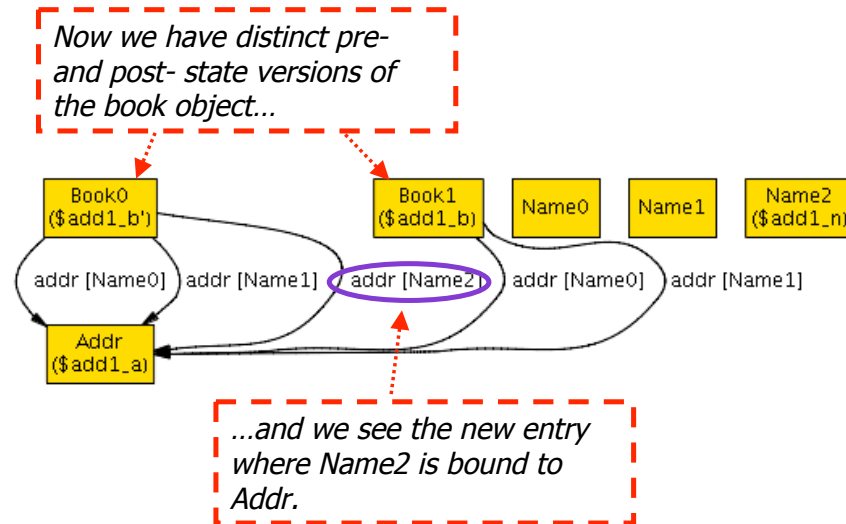 Now we have distinct pre-
and post- state versions of
the book object…
Book0
($add1_b')
Book1
($add1_b)
Name0
Name1
Name2
($add1_n)
addr [Name0]
addr [Name1]
addr [Name2]
addr [Name0]
addr [Name1]
Addr
($add1_a)
…and we see the new entry
where Name2 is bound to
Addr.